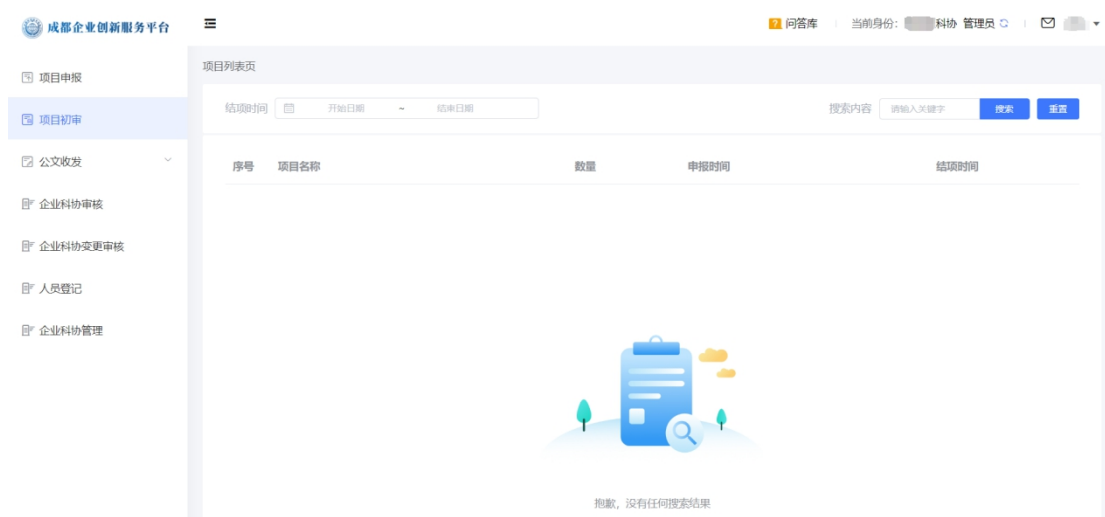 成都企业创新服务平台
? 问答库 当前身份： 科协 管理员
项目申报
项目初审
公文收发
企业科协审核
企业科协变更审核
人员登记
企业科协管理
项目列表页
结项时间 开始日期 ~ 结束日期 搜索内容 请输入关键字 搜索 重置
序号 项目名称 数量 申报时间 结项时间
抱歉，没有任何搜索结果